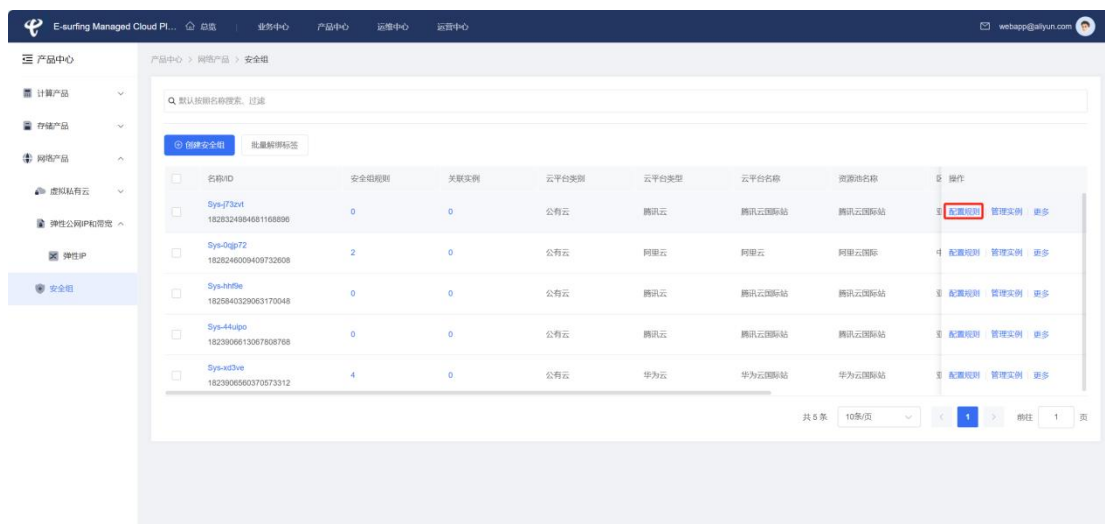 E-surfing Managed Cloud Pl... 总览 业务中心 产品中心 运维中心 运营中心 webapp@aliyun.com
产品中心
产品中心 > 网络产品 > 安全组
计算产品
默认按照名称搜索、过滤
存储产品
创建安全组 批量解绑标签
网络产品
名称/ID 安全组规则 关联实例 云平台类别 云平台类型 云平台名称 资源池名称 操作
虚拟私有云
Sys-j73zvt
1828324984681168896 0 0 公有云 腾讯云 腾讯云国际站 腾讯云国际站 配置规则 管理实例 更多
弹性公网IP和带宽
Sys-0qjp72
1828246009409732608 2 0 公有云 阿里云 阿里云 阿里云国际 配置规则 管理实例 更多
弹性IP
安全组
Sys-hhf9ie
1825840329063170048 0 0 公有云 腾讯云 腾讯云国际站 腾讯云国际站 配置规则 管理实例 更多
Sys-44uipo
1823906613067808768 0 0 公有云 腾讯云 腾讯云国际站 腾讯云国际站 配置规则 管理实例 更多
Sys-xd3ve
1823906560370573312 4 0 公有云 华为云 华为云国际站 华为云国际站 配置规则 管理实例 更多
共 5 条 10条/页 < 1 > 前往 1 页